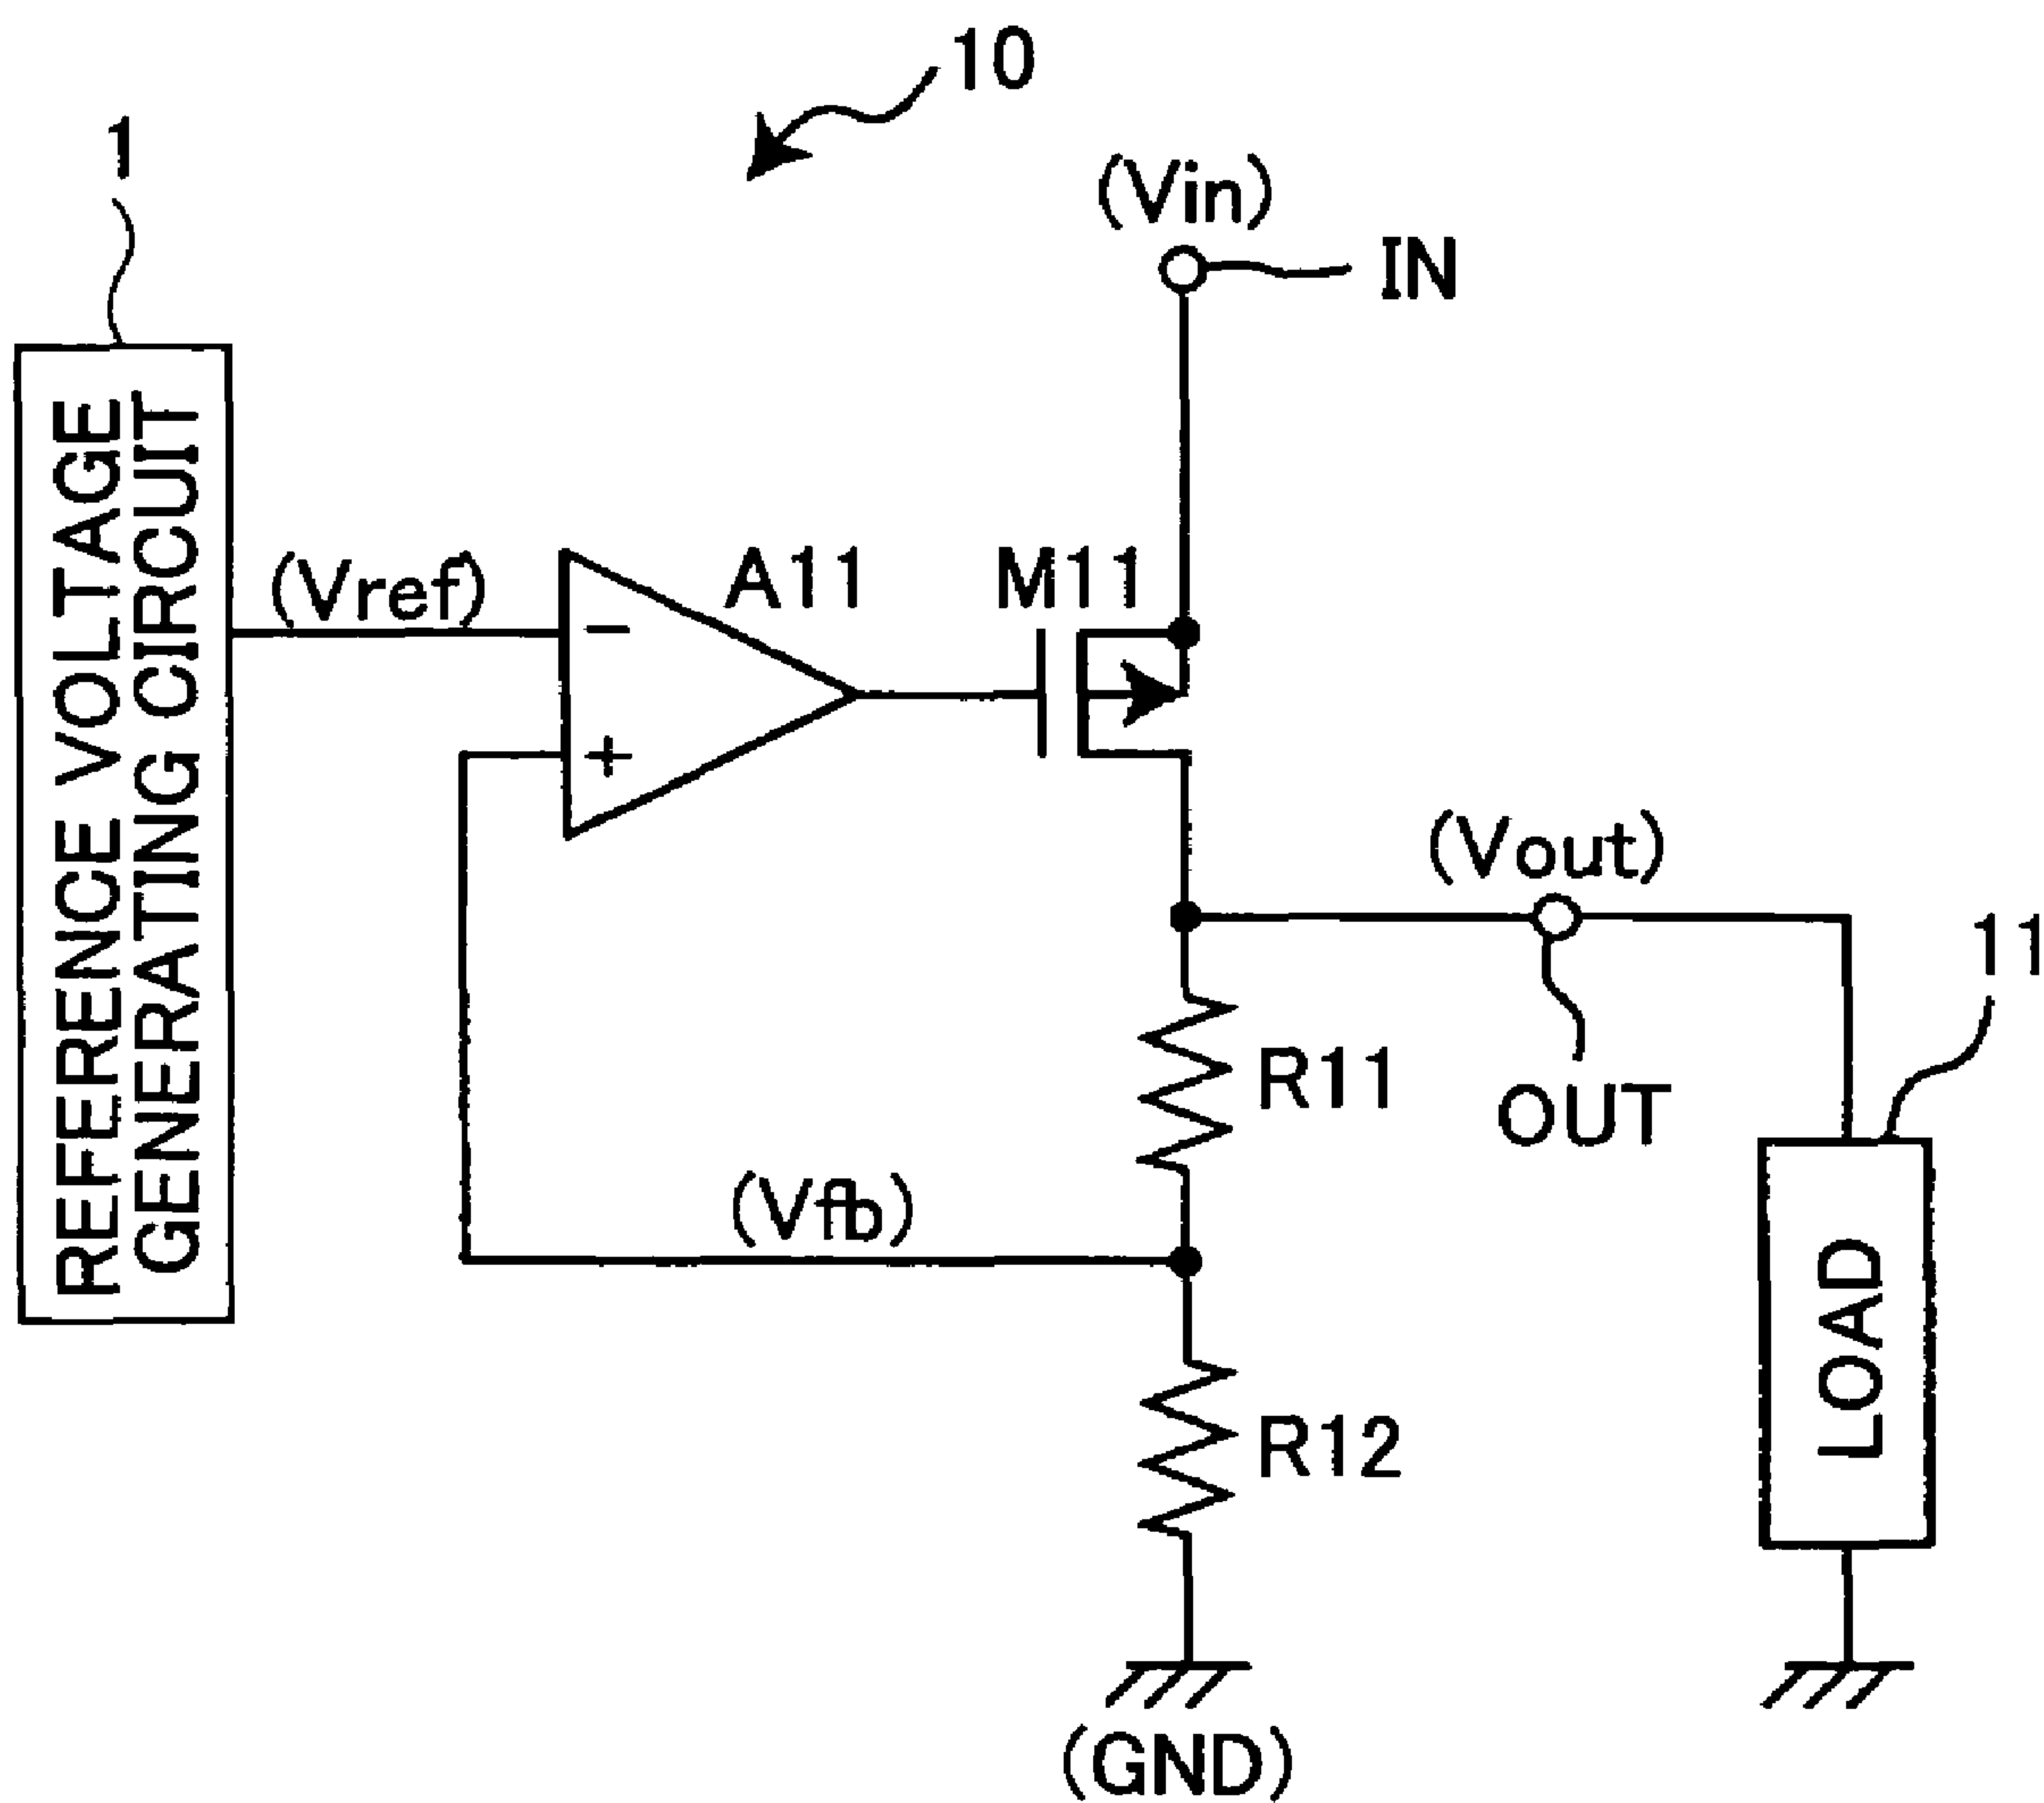 10
1
(Vin)
IN
REFERENCE VOLTAGE
GENERATING CIRCUIT
(Vref)
A11
M11
−
+
(Vout)
11
R11
OUT
(Vfb)
LOAD
R12
(GND)